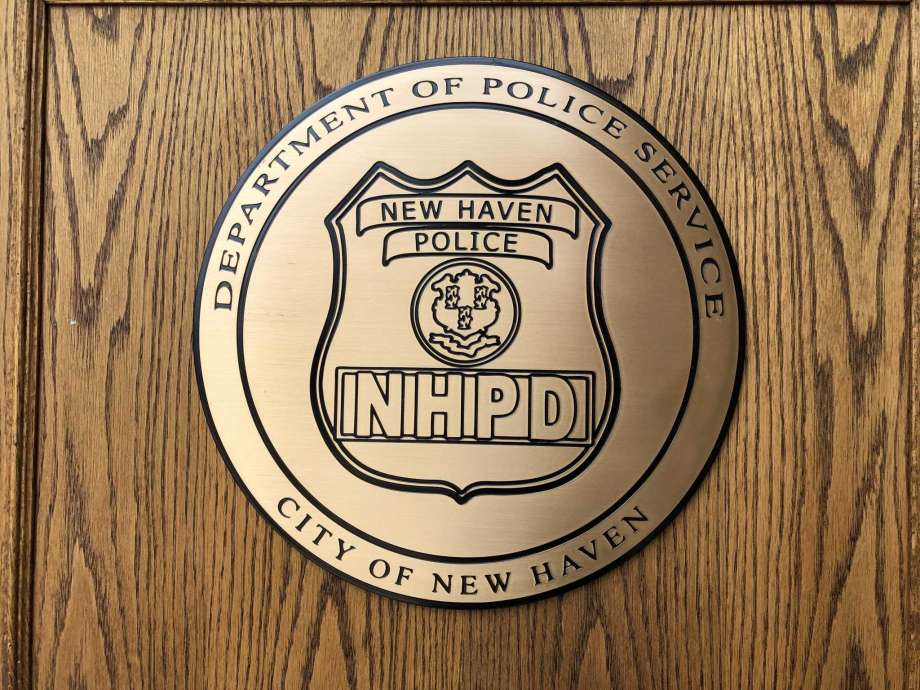 DEPARTMENT OF POLICE SERVICE
NEW HAVEN
POLICE
NHPD
CITY OF NEW HAVEN